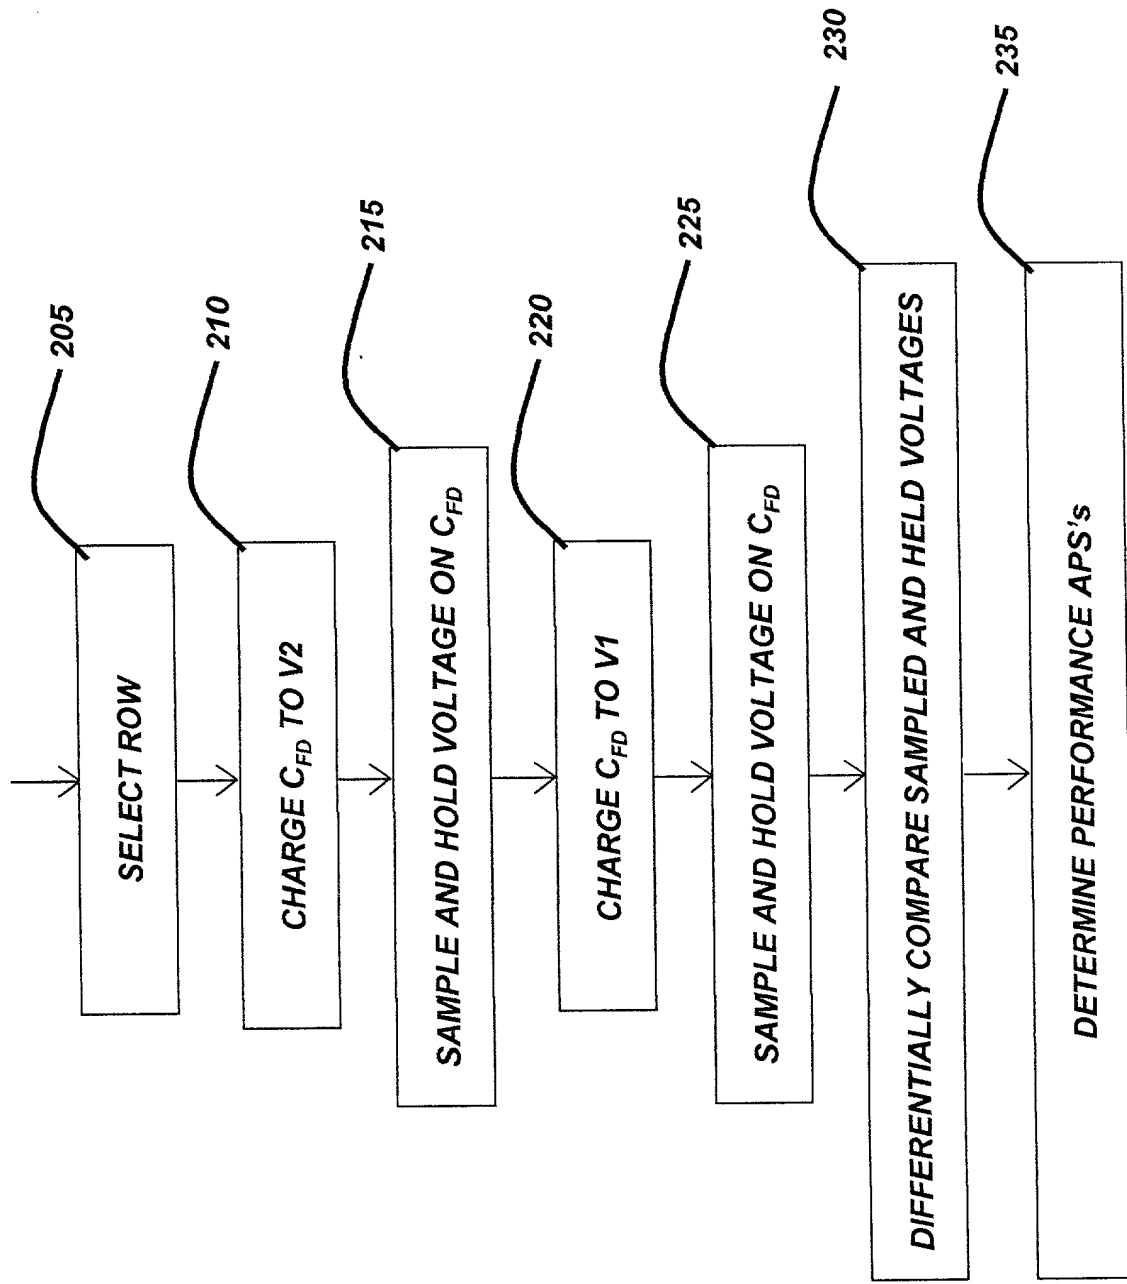 205
SELECT ROW
210
CHARGE C_FD TO V2
215
SAMPLE AND HOLD VOLTAGE ON C_FD
220
CHARGE C_FD TO V1
225
SAMPLE AND HOLD VOLTAGE ON C_FD
230
DIFFERENTIALLY COMPARE SAMPLED AND HELD VOLTAGES
235
DETERMINE PERFORMANCE APS's